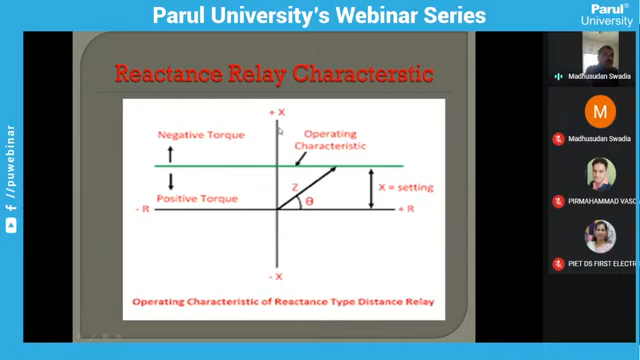 Parul University's Webinar Series
Parul®
University
Reactance Relay Characterstic
+ X
Negative Torque
Operating
Characteristic
Z
X = setting
Positive Torque
θ
- R
+ R
- X
Operating Characteristic of Reactance Type Distance Relay
/puwebinar
Madhusudan Swadia
M
Madhusudan Swadia
PIRMAHAMMAD VASO
PIET DS FIRST ELECTR